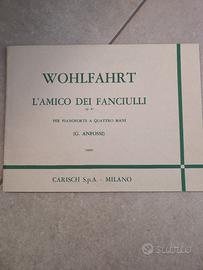 WOHLFAHRT
L'AMICO DEI FANCIULLI
PER PIANOFORTE A QUATTRO MANI
(G. ANFOSSI)
CARISCH S.p.A. - MILANO
subito